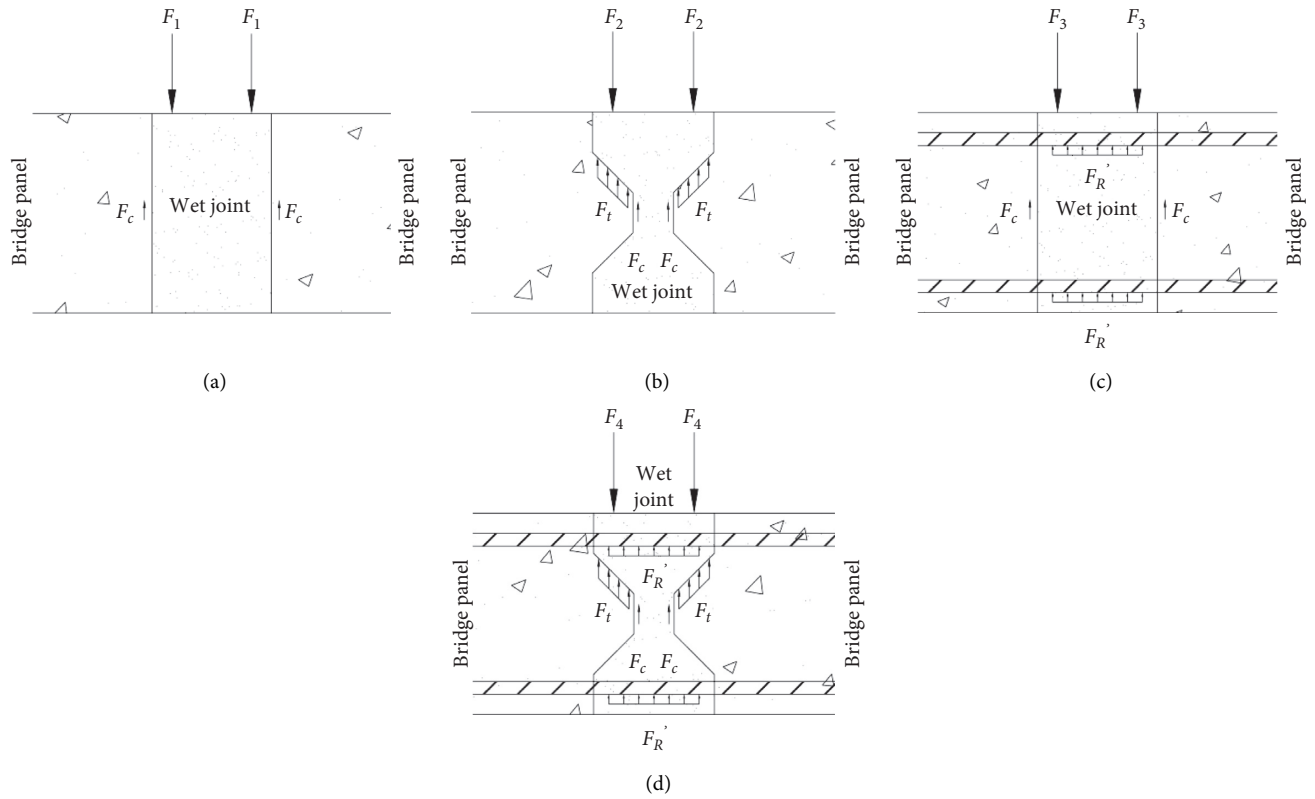 F1 F1
Bridge panel
Fc
Wet joint
Fc
Bridge panel
(a)
F2 F2
Bridge panel
Ft Ft
Fc Fc
Wet joint
Bridge panel
(b)
F3 F3
Bridge panel
FR’
Fc
Wet joint
Fc
FR’
Bridge panel
(c)
F4 F4
Wet
joint
Bridge panel
FR’
Ft Ft
Fc Fc
FR’
Bridge panel
(d)